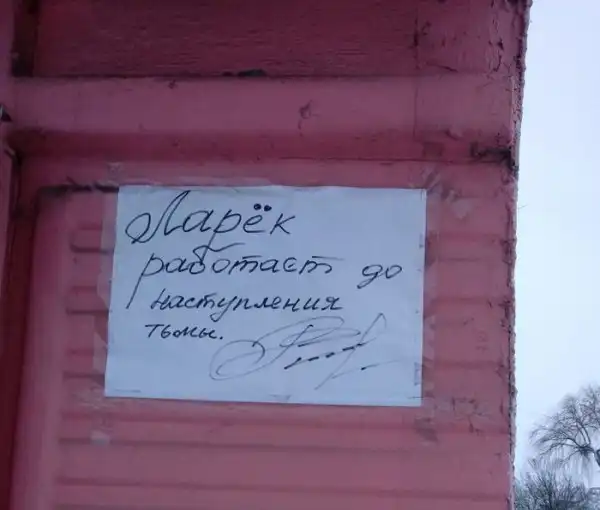 Ларёк
работает до
наступления
тьмы.